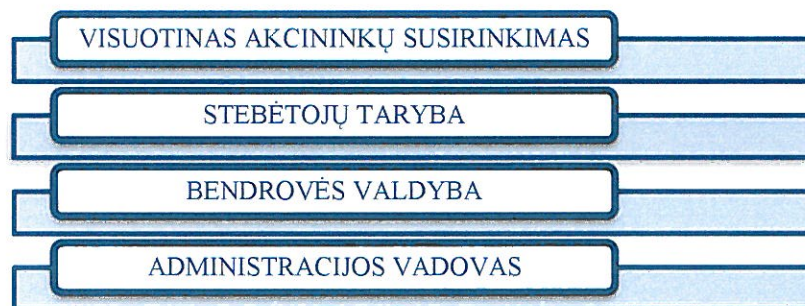 VISUOTINAS AKCININKŲ SUSIRINKIMAS
STEBĖTOJŲ TARYBA
BENDROVĖS VALDYBA
ADMINISTRACIJOS VADOVAS